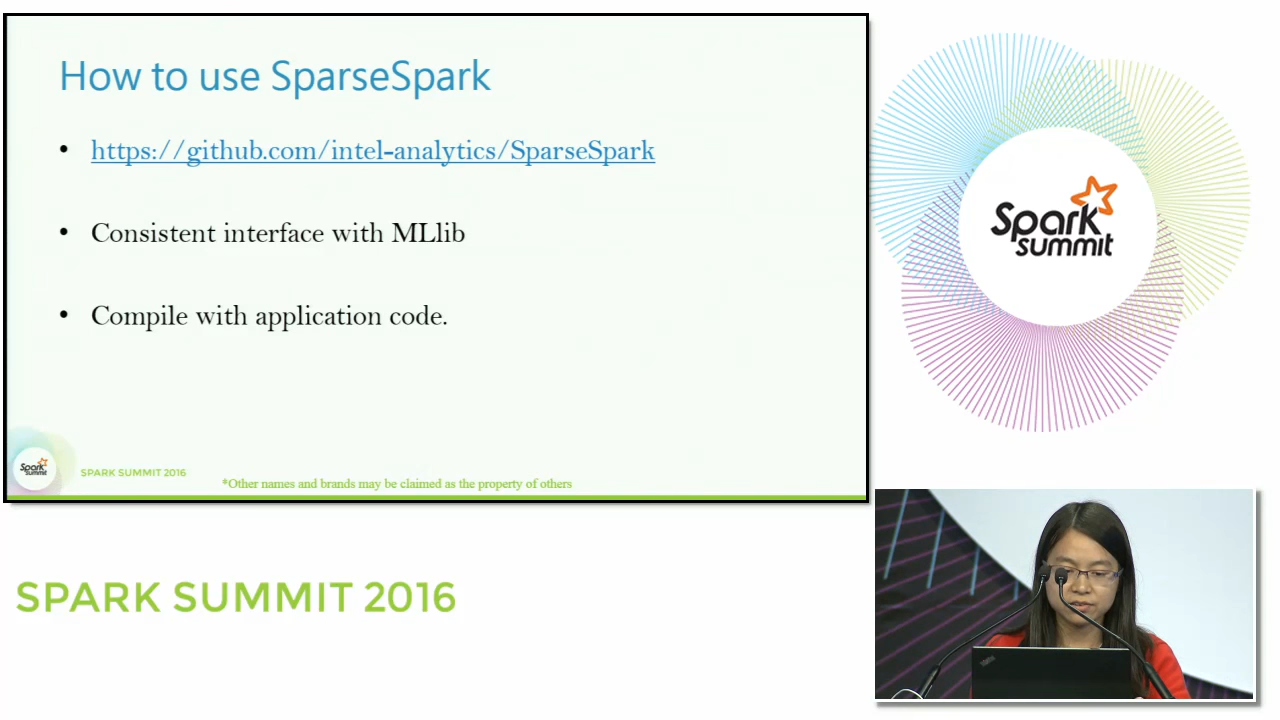 How to use SparseSpark
• https://github.com/intel-analytics/SparseSpark
• Consistent interface with MLlib
• Compile with application code.
Spark
summit
SPARK SUMMIT 2016
*Other names and brands may be claimed as the property of others
Spark
summit
SPARK SUMMIT 2016